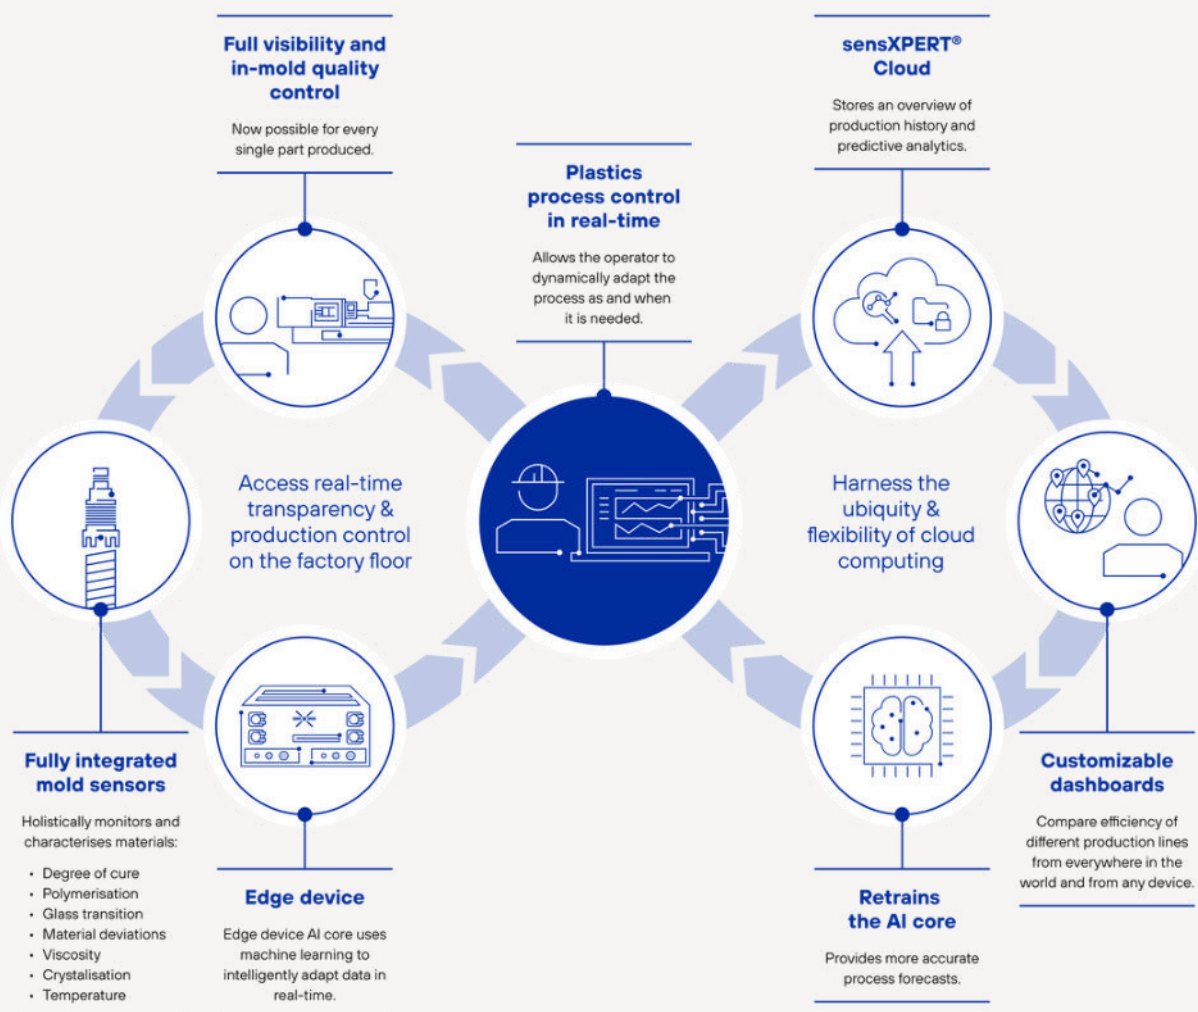 Full visibility and
in-mold quality
control
Now possible for every
single part produced.
sensXPERT®
Cloud
Stores an overview of
production history and
predictive analytics.
Plastics
process control
in real-time
Allows the operator to
dynamically adapt the
process as and when
it is needed.
Access real-time
transparency &
production control
on the factory floor
Harness the
ubiquity &
flexibility of cloud
computing
Fully integrated
mold sensors
Holistically monitors and
characterises materials:
• Degree of cure
• Polymerisation
• Glass transition
• Material deviations
• Viscosity
• Crystalisation
• Temperature
Edge device
Edge device AI core uses
machine learning to
intelligently adapt data in
real-time.
Retrains
the AI core
Provides more accurate
process forecasts.
Customizable
dashboards
Compare efficiency of
different production lines
from everywhere in the
world and from any device.